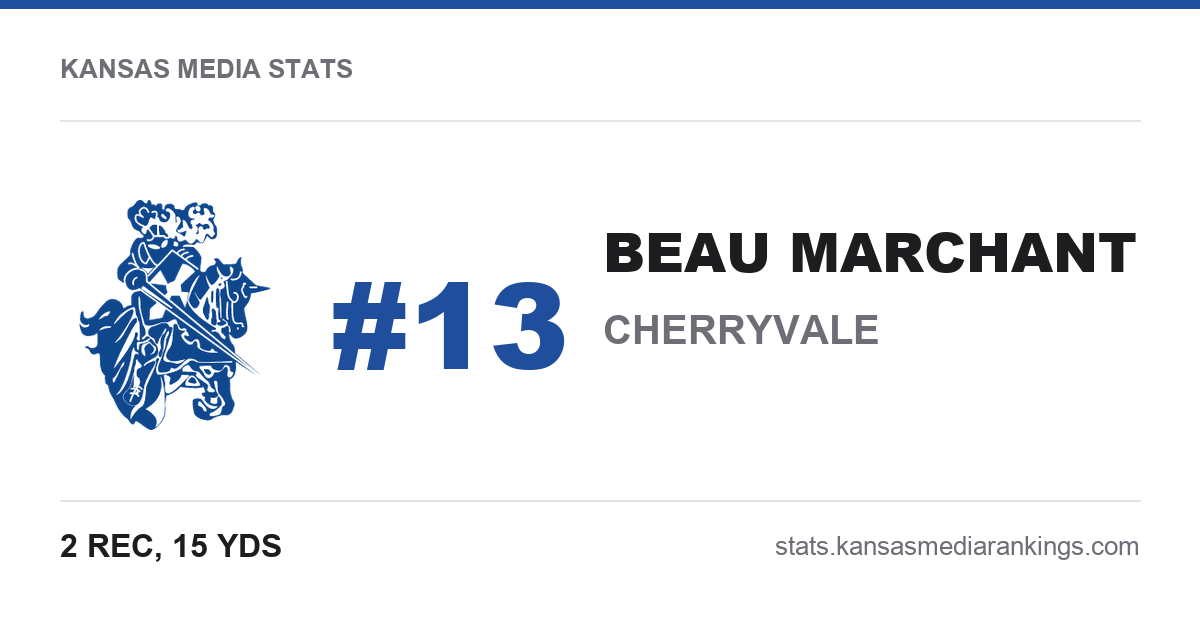 KANSAS MEDIA STATS
#13
BEAU MARCHANT
CHERRYVALE
2 REC, 15 YDS
stats.kansasmediarankings.com